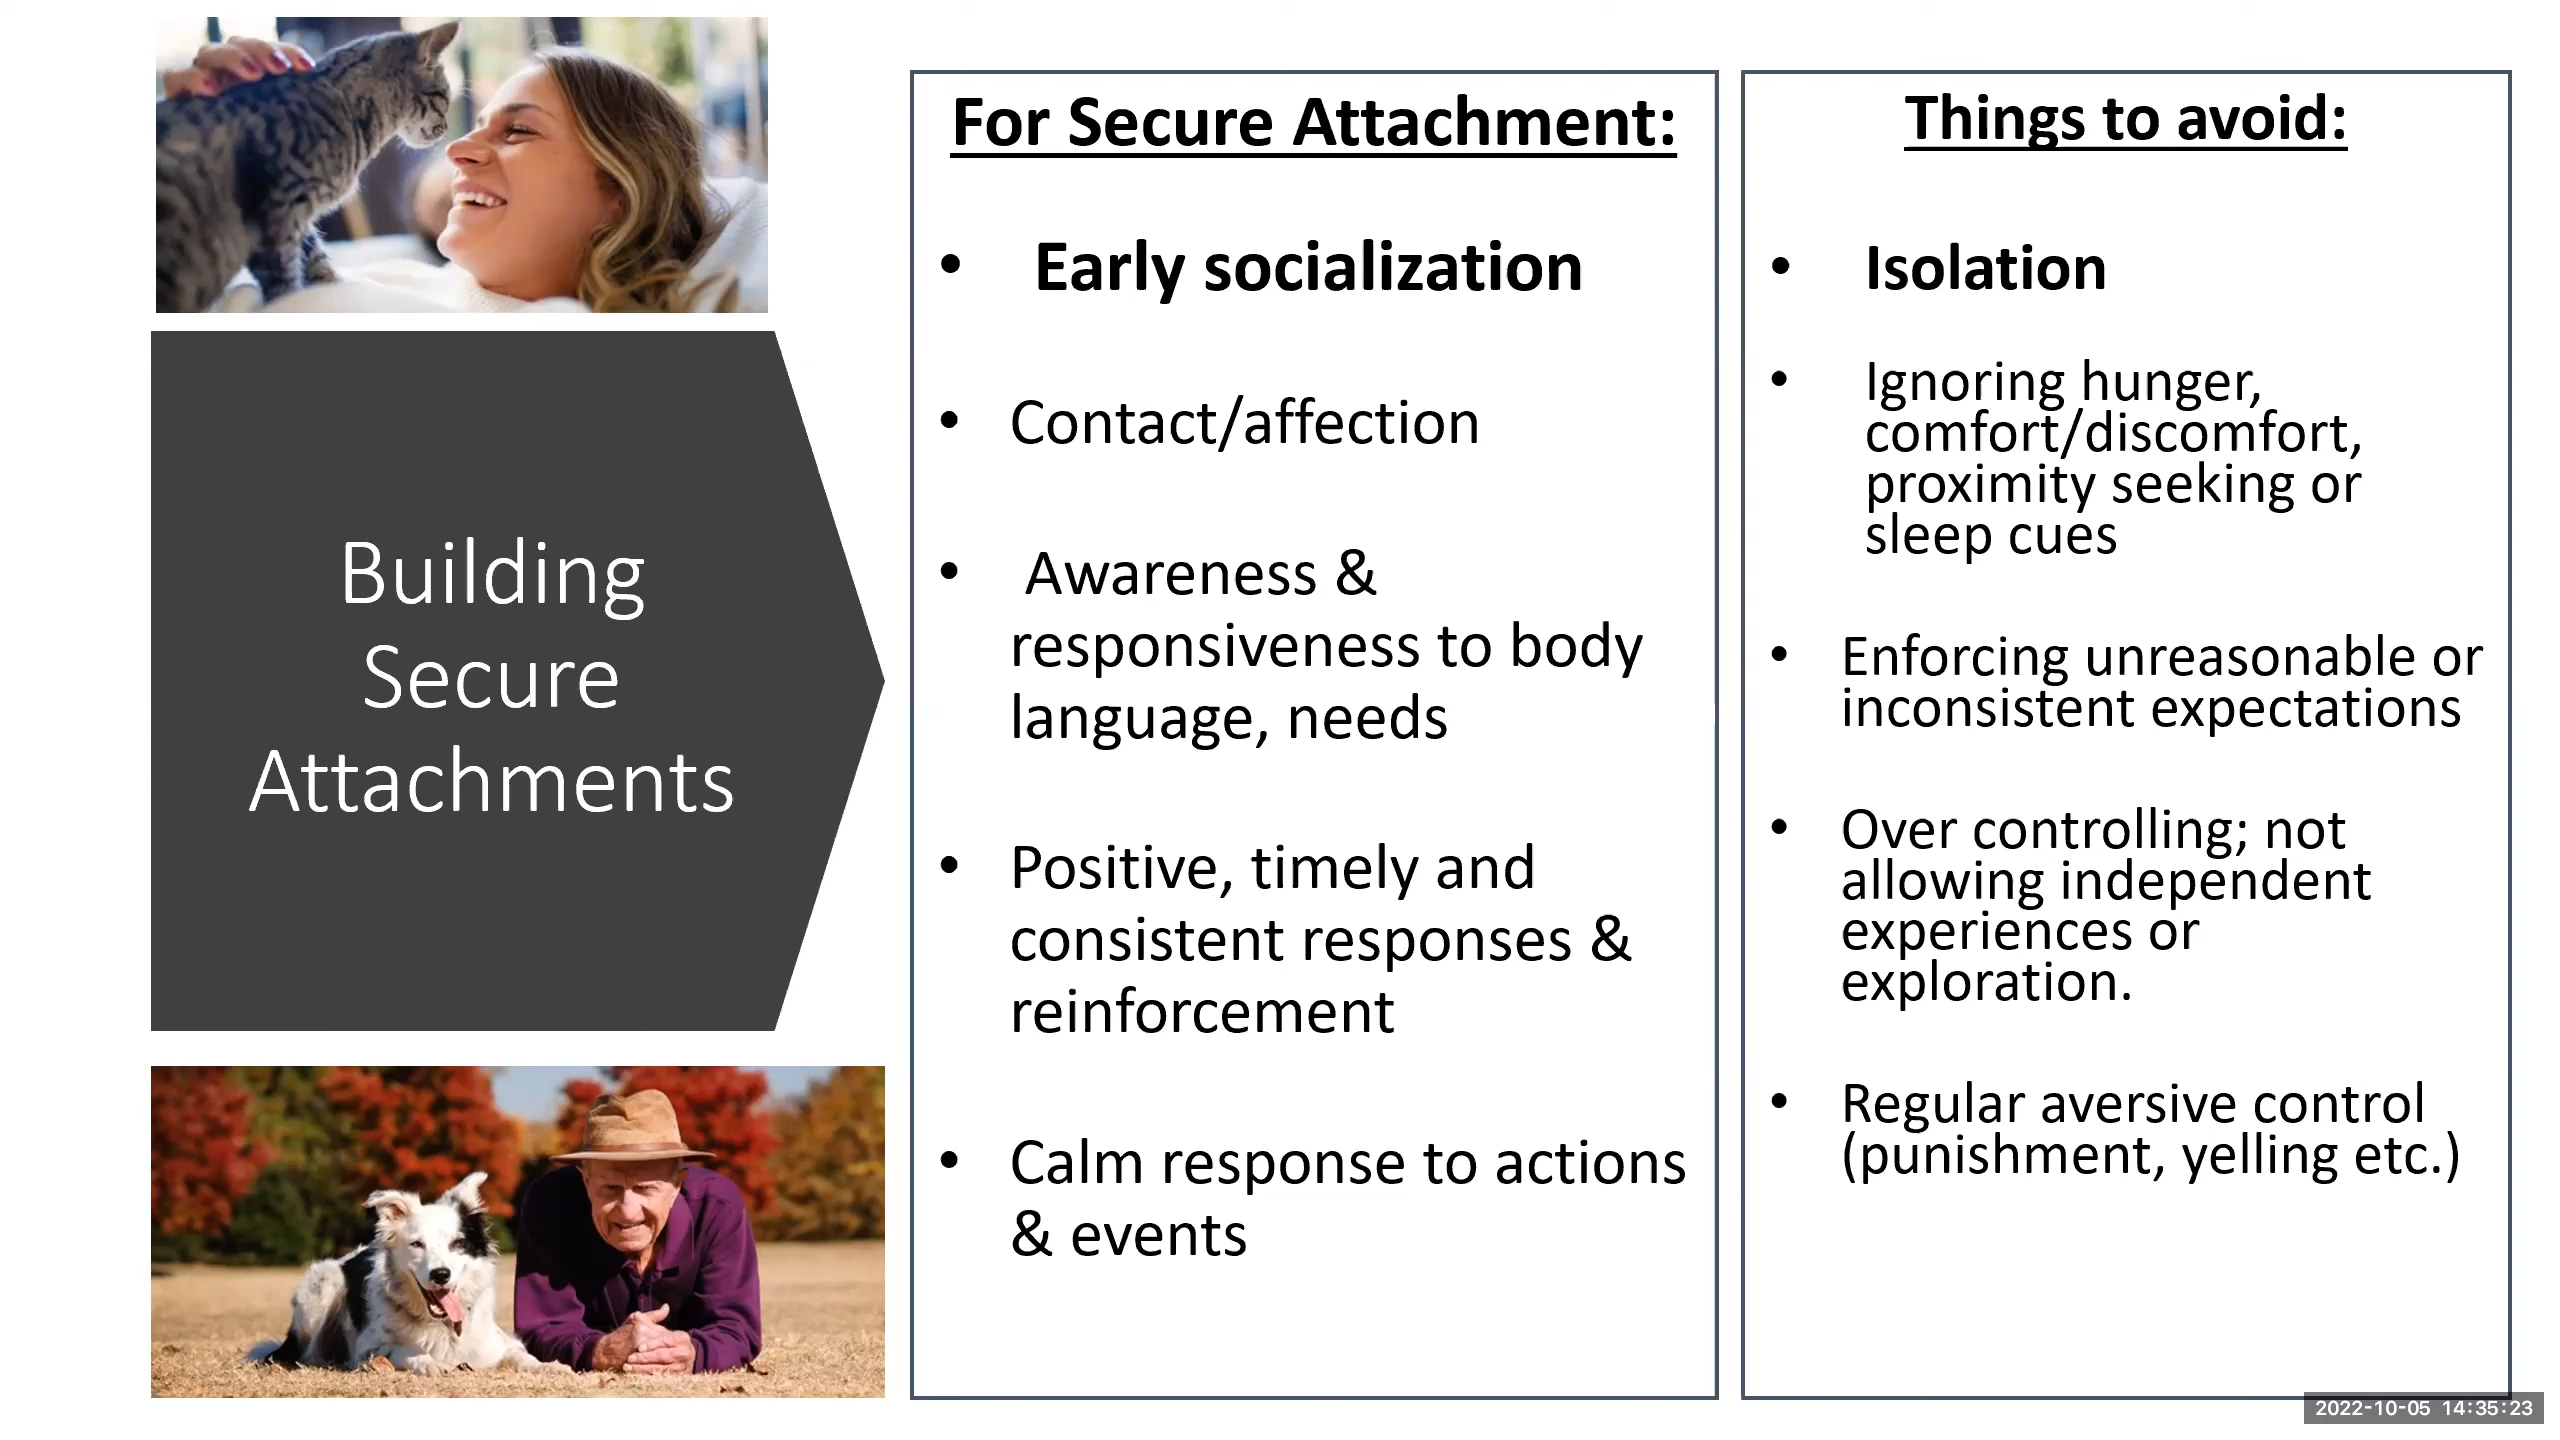 Building
Secure
Attachments
For Secure Attachment:
• Early socialization
• Contact/affection
• Awareness &
responsiveness to body
language, needs
• Positive, timely and
consistent responses &
reinforcement
• Calm response to actions
& events
Things to avoid:
• Isolation
• Ignoring hunger,
comfort/discomfort,
proximity seeking or
sleep cues
• Enforcing unreasonable or
inconsistent expectations
• Over controlling; not
allowing independent
experiences or
exploration.
• Regular aversive control
(punishment, yelling etc.)
2022-10-05 14:35:23